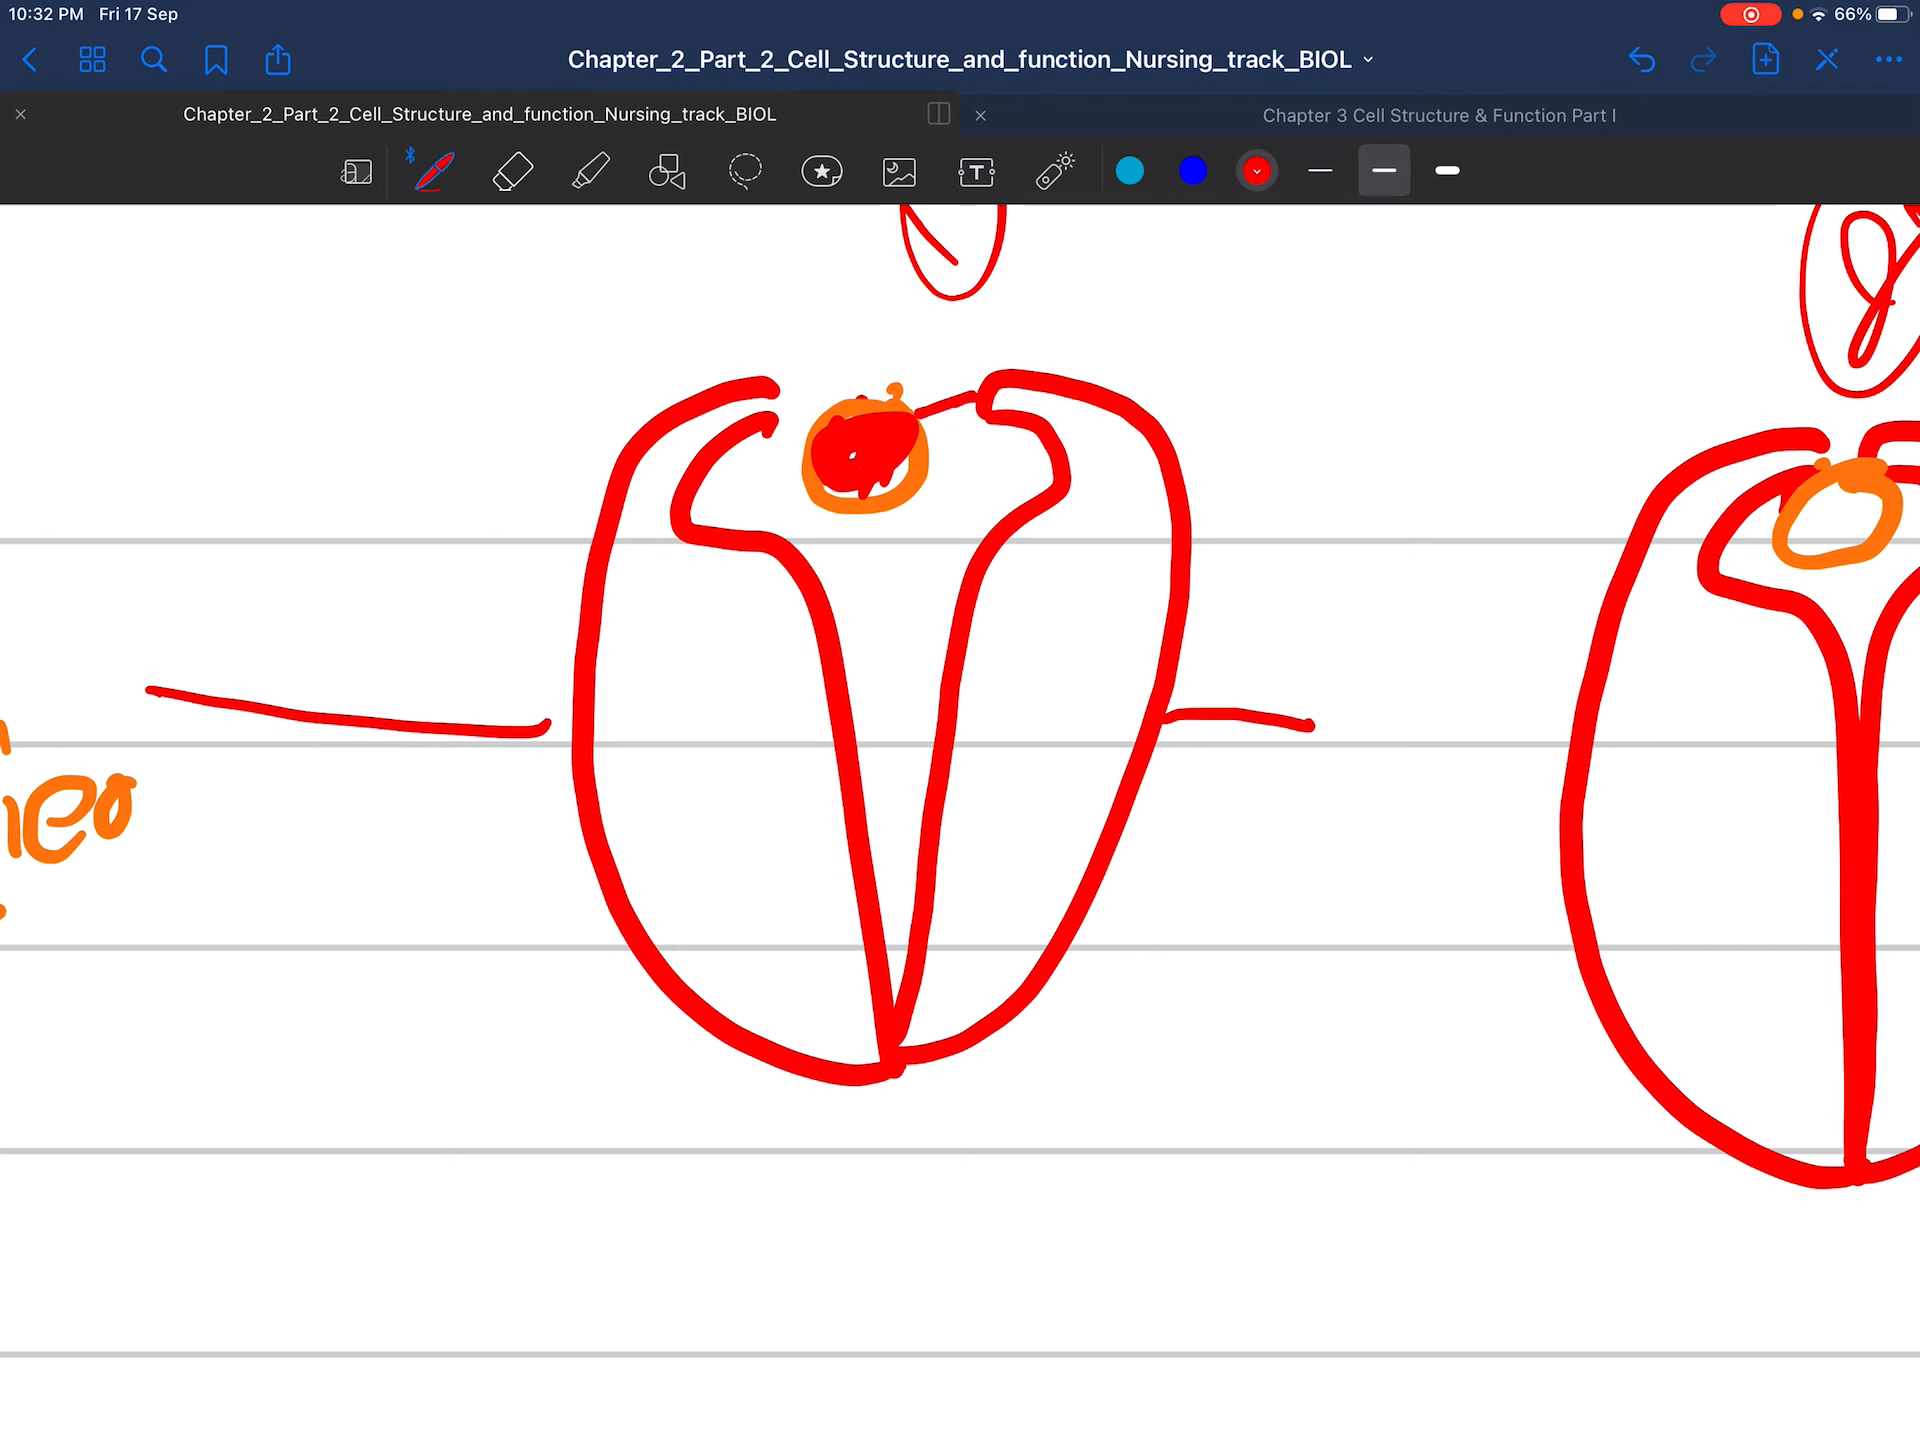 10:32 PM Fri 17 Sep
66%
Chapter_2_Part_2_Cell_Structure_and_function_Nursing_track_BIOL
Chapter_2_Part_2_Cell_Structure_and_function_Nursing_track_BIOL
Chapter 3 Cell Structure & Function Part I